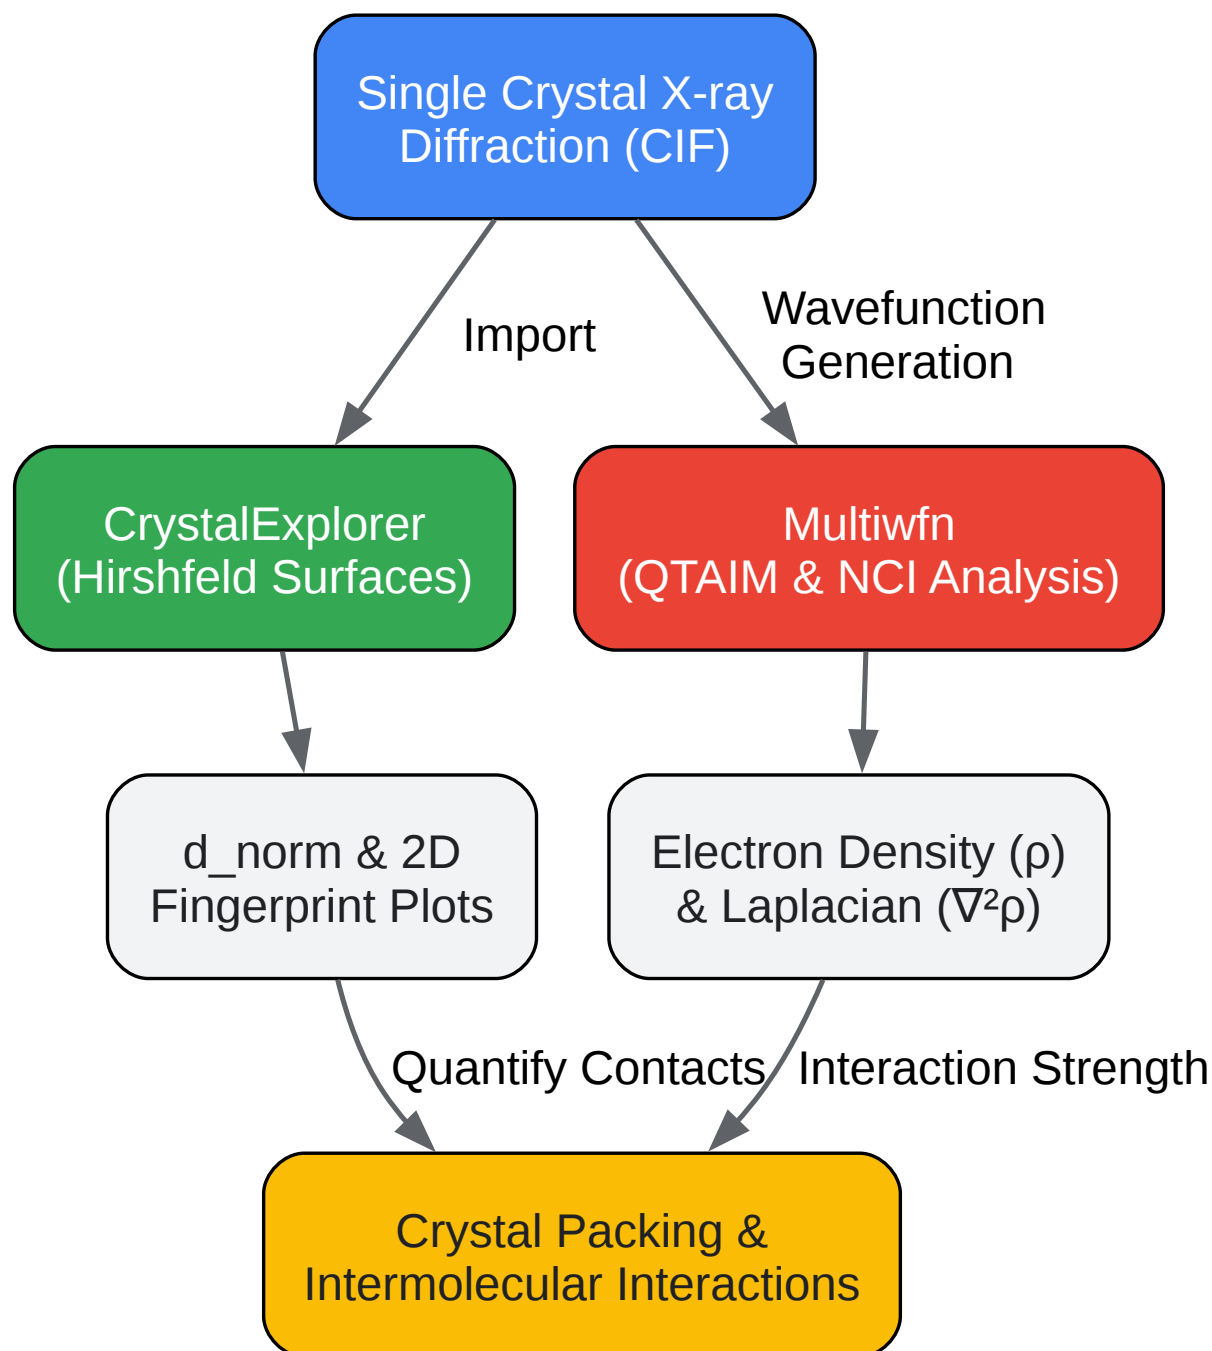 Single Crystal X-ray
Diffraction (CIF)
Import
Wavefunction
Generation
CrystalExplorer
(Hirshfeld Surfaces)
Multiwfn
(QTAIM & NCI Analysis)
d_norm & 2D
Fingerprint Plots
Electron Density (ρ)
& Laplacian (∇²ρ)
Quantify Contacts
Interaction Strength
Crystal Packing &
Intermolecular Interactions